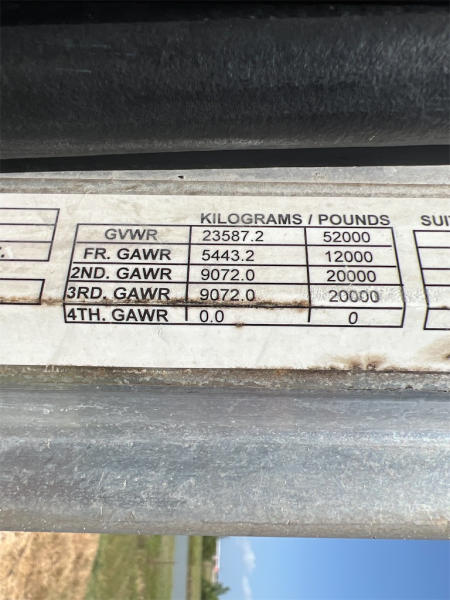 KILOGRAMS / POUNDS SUI
GVWR 23587.2 52000
FR. GAWR 5443.2 12000
2ND. GAWR 9072.0 20000
3RD. GAWR 9072.0 20000
4TH. GAWR 0.0 0